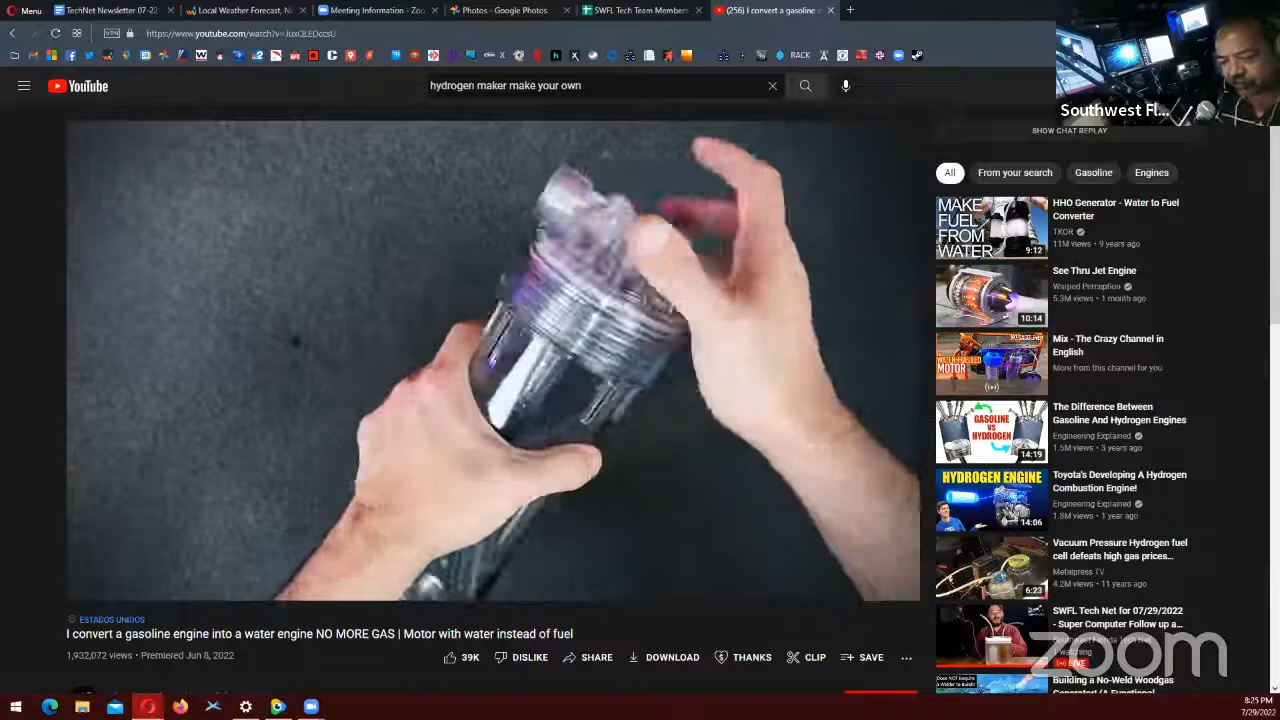 Menu
TechNet Newsletter 07-22
Local Weather Forecast, N
Meeting Information - Zoo
Photos - Google Photos
SWFL Tech Team Members
(256) I convert a gasoline e
VPN
https://www.youtube.com/watch?v=JuxQLEDccsU
RACK
YouTube
hydrogen maker make your own
Southwest Fl...
SHOW CHAT REPLAY
All
From your search
Gasoline
Engines
MAKE
FUEL
FROM
WATER
9:12
HHO Generator - Water to Fuel
Converter
TKOR
11M views • 9 years ago
10:14
See Thru Jet Engine
Warped Perception
5.3M views • 1 month ago
MOTOR
Mix - The Crazy Channel in
English
More from this channel for you
GASOLINE
VS
HYDROGEN
14:19
The Difference Between
Gasoline And Hydrogen Engines
Engineering Explained
1.5M views • 3 years ago
HYDROGEN ENGINE
14:06
Toyota's Developing A Hydrogen
Combustion Engine!
Engineering Explained
1.8M views • 1 year ago
6:23
Vacuum Pressure Hydrogen fuel
cell defeats high gas prices...
Metalpress TV
4.2M views • 11 years ago
SWFL Tech Net for 07/29/2022
- Super Computer Follow up a...
Southwest Florida Tech Net
1 watching
LIVE
Building a No-Weld Woodgas
Generator! (A Functional
ESTADOS UNIDOS
I convert a gasoline engine into a water engine NO MORE GAS | Motor with water instead of fuel
1,932,072 views • Premiered Jun 8, 2022
39K
DISLIKE
SHARE
DOWNLOAD
THANKS
CLIP
SAVE
zoom
8:25 PM
7/29/2022